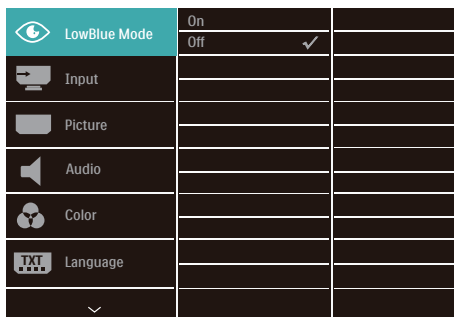 LowBlue Mode
On
Off
Input
Picture
Audio
Color
TXT
Language